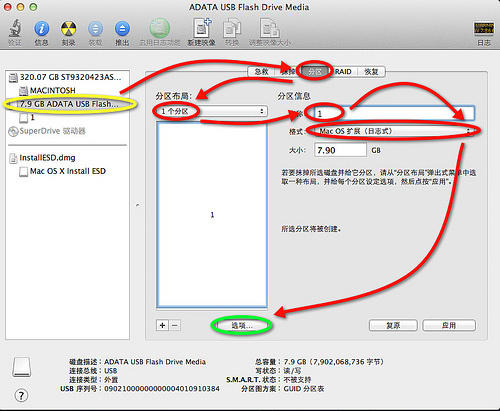 ADATA USB Flash Drive Media
验证 信息 刻录 装载 推出 启用日志功能 新建映像 转换 调整映像大小 日志
320.07 GB ST9320423AS...
MACINTOSH
7.9 GB ADATA USB Flash...
1
SuperDrive 驱动器
InstallESD.dmg
Mac OS X Install ESD
急救 抹掉 分区 RAID 恢复
分区布局： 分区信息
1 个分区
1
格式： Mac OS 扩展（日志式）
大小： 7.90 GB
若要抹掉所选磁盘并给它分区，请从“分区布局”弹出式菜单中选
取一种布局，并给每个分区设定选项，然后点按“应用”。
1
所选分区将被创建。
+ −
选项... 复原 应用
磁盘描述：ADATA USB Flash Drive Media
连接总线：USB
连接类型：外置
USB 序列号：09021000000000004010910384
总容量：7.9 GB（7,902,068,736 字节）
写状态：读/写
S.M.A.R.T. 状态：不被支持
分区图方案：GUID 分区表
?